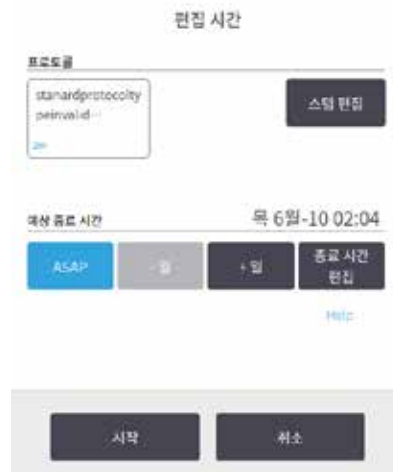 편집 시간
프로토콜
stanardprotocolty
peinvalid...
스텝 편집
예상 종료 시간
목 6월-10 02:04
ASAP
- 일
+ 일
종료 시간
편집
Help
시작
취소